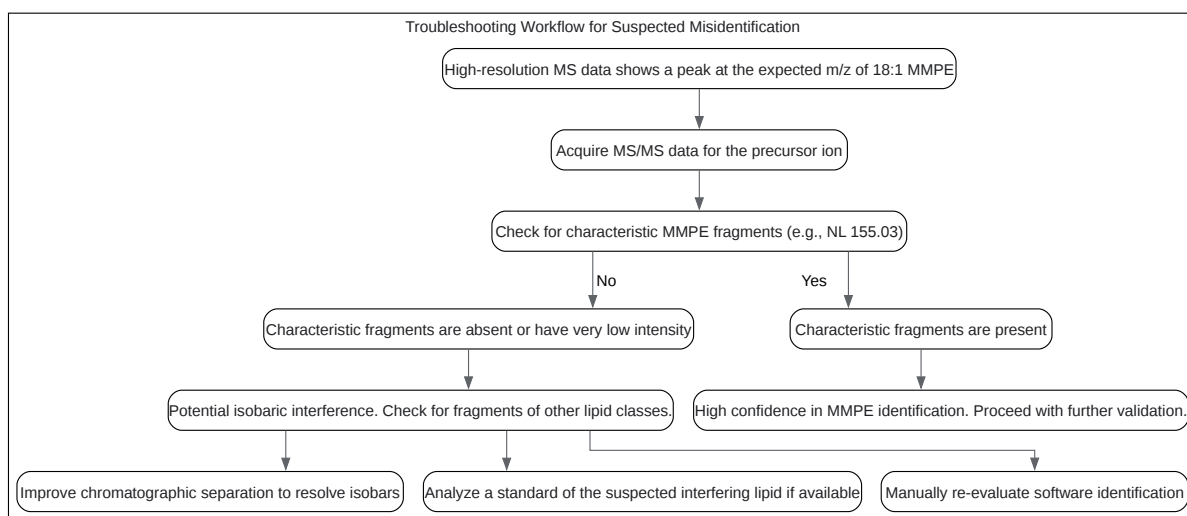 Troubleshooting Workflow for Suspected Misidentification
High-resolution MS data shows a peak at the expected m/z of 18:1 MMPE
Acquire MS/MS data for the precursor ion
Check for characteristic MMPE fragments (e.g., NL 155.03)
No
Yes
Characteristic fragments are absent or have very low intensity
Characteristic fragments are present
Potential isobaric interference. Check for fragments of other lipid classes.
High confidence in MMPE identification. Proceed with further validation.
Improve chromatographic separation to resolve isobars
Analyze a standard of the suspected interfering lipid if available
Manually re-evaluate software identification